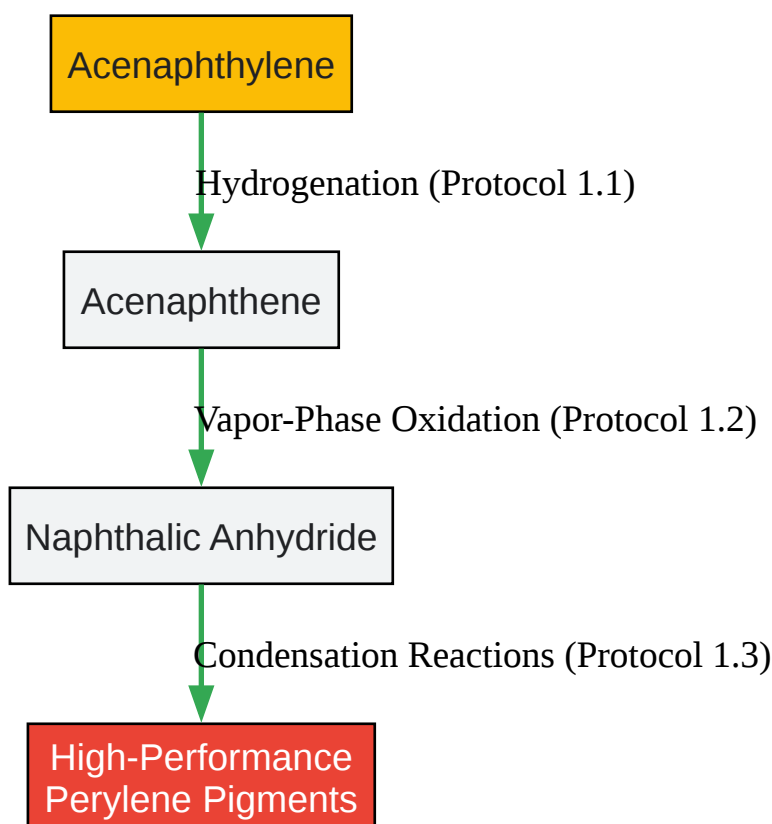 Acenaphthylene
Hydrogenation (Protocol 1.1)
Acenaphthene
Vapor-Phase Oxidation (Protocol 1.2)
Naphthalic Anhydride
Condensation Reactions (Protocol 1.3)
High-Performance
Perylene Pigments